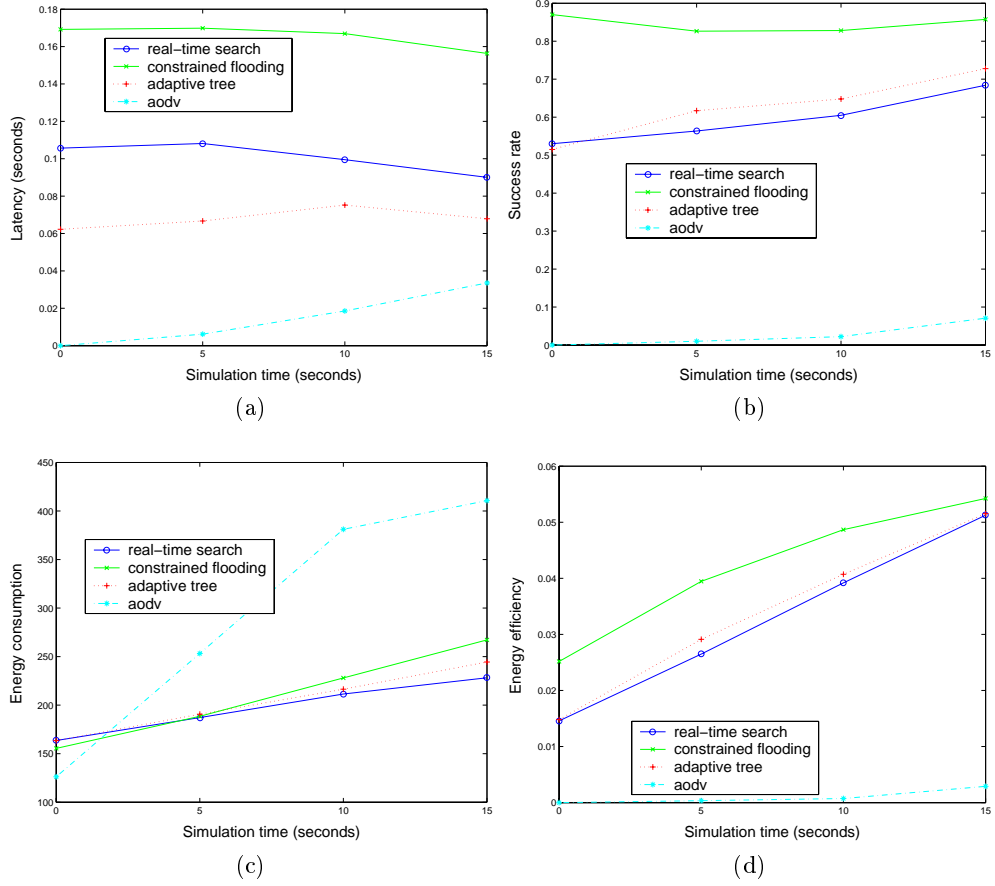 0.18
0.16
0.14
0.12
0.1
0.08
0.06
0.04
0.02
0
Latency (seconds)
real-time search
constrained flooding
adaptive tree
aodv
0 5 10 15
Simulation time (seconds)
(a)
0.9
0.8
0.7
0.6
0.5
0.4
0.3
0.2
0.1
0
Success rate
real-time search
constrained flooding
adaptive tree
aodv
0 5 10 15
Simulation time (seconds)
(b)
450
400
350
300
250
200
150
100
Energy consumption
real-time search
constrained flooding
adaptive tree
aodv
0 5 10 15
Simulation time (seconds)
(c)
0.06
0.05
0.04
0.03
0.02
0.01
0
Energy efficiency
real-time search
constrained flooding
adaptive tree
aodv
0 5 10 15
Simulation time (seconds)
(d)